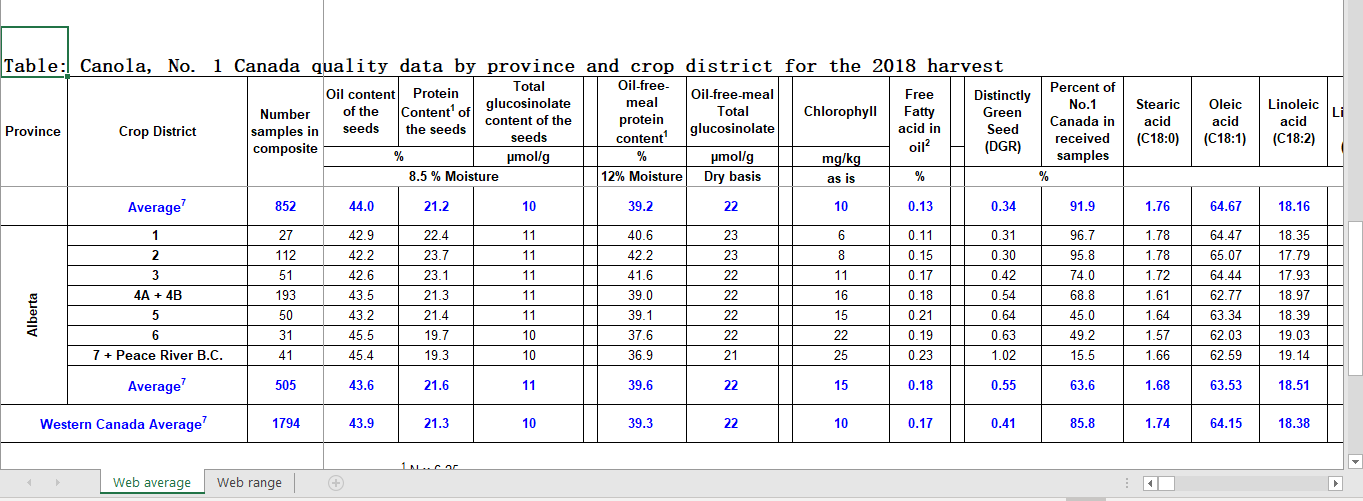 Table: Canola, No. 1 Canada quality data by province and crop district for the 2018 harvest
Province Crop District Number samples in composite Oil content of the seeds Protein Content1 of the seeds Total glucosinolate content of the seeds Oil-free-meal protein content1 Oil-free-meal Total glucosinolate Chlorophyll Free Fatty acid in oil2 Distinctly Green Seed (DGR) Percent of No.1 Canada in received samples Stearic acid (C18:0) Oleic acid (C18:1) Linoleic acid (C18:2) Li
% µmol/g % µmol/g mg/kg
8.5 % Moisture 12% Moisture Dry basis as is % %
Average7 852 44.0 21.2 10 39.2 22 10 0.13 0.34 91.9 1.76 64.67 18.16
Alberta
1 27 42.9 22.4 11 40.6 23 6 0.11 0.31 96.7 1.78 64.47 18.35
2 112 42.2 23.7 11 42.2 23 8 0.15 0.30 95.8 1.78 65.07 17.79
3 51 42.6 23.1 11 41.6 22 11 0.17 0.42 74.0 1.72 64.44 17.93
4A + 4B 193 43.5 21.3 11 39.0 22 16 0.18 0.54 68.8 1.61 62.77 18.97
5 50 43.2 21.4 11 39.1 22 15 0.21 0.64 45.0 1.64 63.34 18.39
6 31 45.5 19.7 10 37.6 22 22 0.19 0.63 49.2 1.57 62.03 19.03
7 + Peace River B.C. 41 45.4 19.3 10 36.9 21 25 0.23 1.02 15.5 1.66 62.59 19.14
Average7 505 43.6 21.6 11 39.6 22 15 0.18 0.55 63.6 1.68 63.53 18.51
Western Canada Average7 1794 43.9 21.3 10 39.3 22 10 0.17 0.41 85.8 1.74 64.15 18.38
Web average Web range